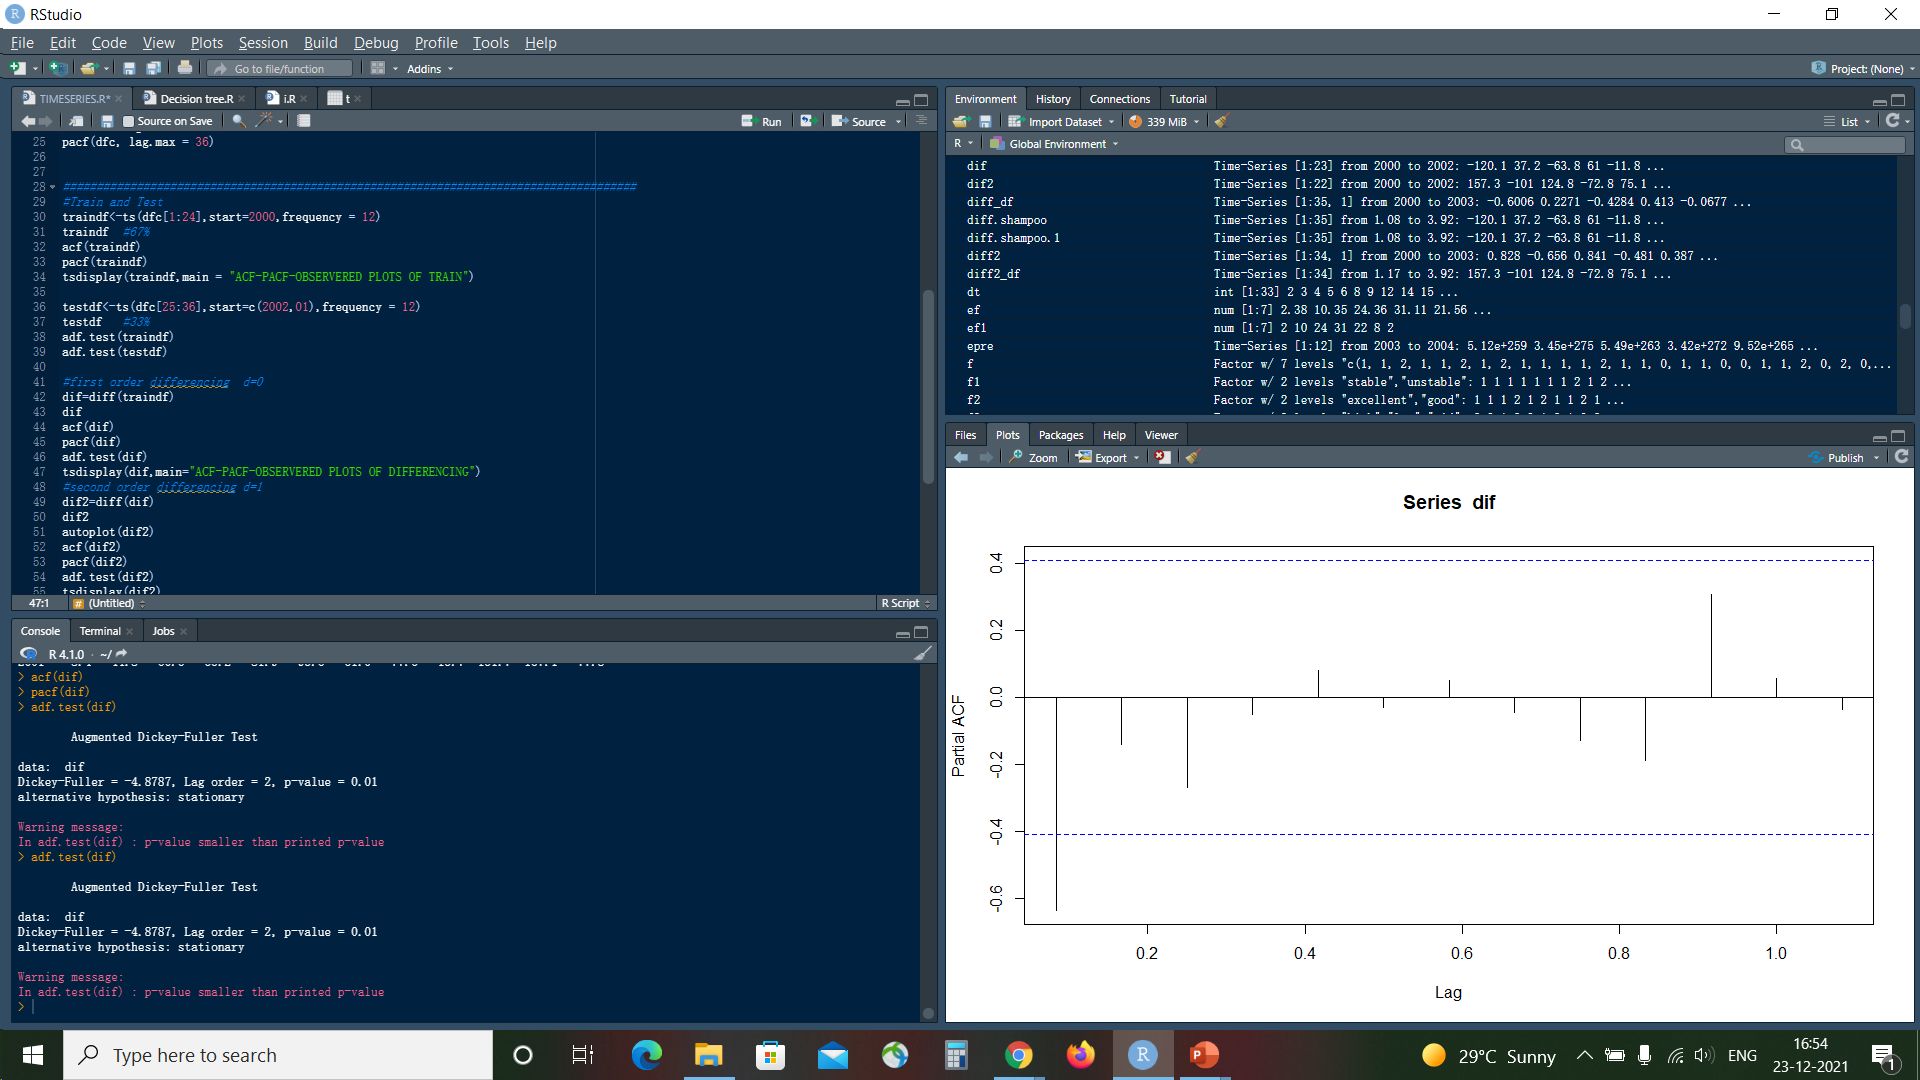 RStudio
File Edit Code View Plots Session Build Debug Profile Tools Help
Go to file/function Addins Project: (None)
TIMESERIES.R* Decision tree.R i.R t
Source on Save Run Source
25 pacf(dfc, lag.max = 36)
26
27
28 ######################################################################################
29 #Train and Test
30 traindf<-ts(dfc[1:24],start=2000,frequency = 12)
31 traindf #67%
32 acf(traindf)
33 pacf(traindf)
34 tsdisplay(traindf,main = "ACF-PACF-OBSERVERED PLOTS OF TRAIN")
35
36 testdf<-ts(dfc[25:36],start=c(2002,01),frequency = 12)
37 testdf #33%
38 adf.test(traindf)
39 adf.test(testdf)
40
41 #first order differencing d=0
42 dif=diff(traindf)
43 dif
44 acf(dif)
45 pacf(dif)
46 adf.test(dif)
47 tsdisplay(dif,main="ACF-PACF-OBSERVERED PLOTS OF DIFFERENCING")
48 #second order differencing d=1
49 dif2=diff(dif)
50 dif2
51 autoplot(dif2)
52 acf(dif2)
53 pacf(dif2)
54 adf.test(dif2)
55 tsdisplay(dif2)
47:1 (Untitled) R Script
Console Terminal Jobs
R 4.1.0 · ~/
> acf(dif)
> pacf(dif)
> adf.test(dif)
Augmented Dickey-Fuller Test
data: dif
Dickey-Fuller = -4.8787, Lag order = 2, p-value = 0.01
alternative hypothesis: stationary
Warning message:
In adf.test(dif) : p-value smaller than printed p-value
> adf.test(dif)
Augmented Dickey-Fuller Test
data: dif
Dickey-Fuller = -4.8787, Lag order = 2, p-value = 0.01
alternative hypothesis: stationary
Warning message:
In adf.test(dif) : p-value smaller than printed p-value
>
Environment History Connections Tutorial
Import Dataset 339 MiB List
R Global Environment
dif Time-Series [1:23] from 2000 to 2002: -120.1 37.2 -63.8 61 -11.8 ...
dif2 Time-Series [1:22] from 2000 to 2002: 157.3 -101 124.8 -72.8 75.1 ...
diff_df Time-Series [1:35, 1] from 2000 to 2003: -0.6006 0.2271 -0.4284 0.413 -0.0677 ...
diff.shampoo Time-Series [1:35] from 1.08 to 3.92: -120.1 37.2 -63.8 61 -11.8 ...
diff.shampoo.1 Time-Series [1:35] from 1.08 to 3.92: -120.1 37.2 -63.8 61 -11.8 ...
diff2 Time-Series [1:34, 1] from 2000 to 2003: 0.828 -0.656 0.841 -0.481 0.387 ...
diff2_df Time-Series [1:34] from 1.17 to 3.92: 157.3 -101 124.8 -72.8 75.1 ...
dt int [1:33] 2 3 4 5 6 8 9 12 14 15 ...
ef num [1:7] 2.38 10.35 24.36 31.11 21.56 ...
ef1 num [1:7] 2 10 24 31 22 8 2
epre Time-Series [1:12] from 2003 to 2004: 5.12e+259 3.45e+275 5.49e+263 3.42e+272 9.52e+265 ...
f Factor w/ 7 levels "c(1, 1, 2, 1, 1, 2, 1, 2, 1, 1, 1, 1, 2, 1, 1, 0, 1, 1, 0, 0, 1, 1, 2, 0, 2, 0,...
f1 Factor w/ 2 levels "stable","unstable": 1 1 1 1 1 1 1 2 1 2 ...
f2 Factor w/ 2 levels "excellent","good": 1 1 1 2 1 2 1 1 2 1 ...
Files Plots Packages Help Viewer
Zoom Export Publish
Series dif
Partial ACF
0.4
0.2
0.0
-0.2
-0.4
-0.6
0.2 0.4 0.6 0.8 1.0
Lag
Type here to search
29°C Sunny ENG 16:54
23-12-2021
1